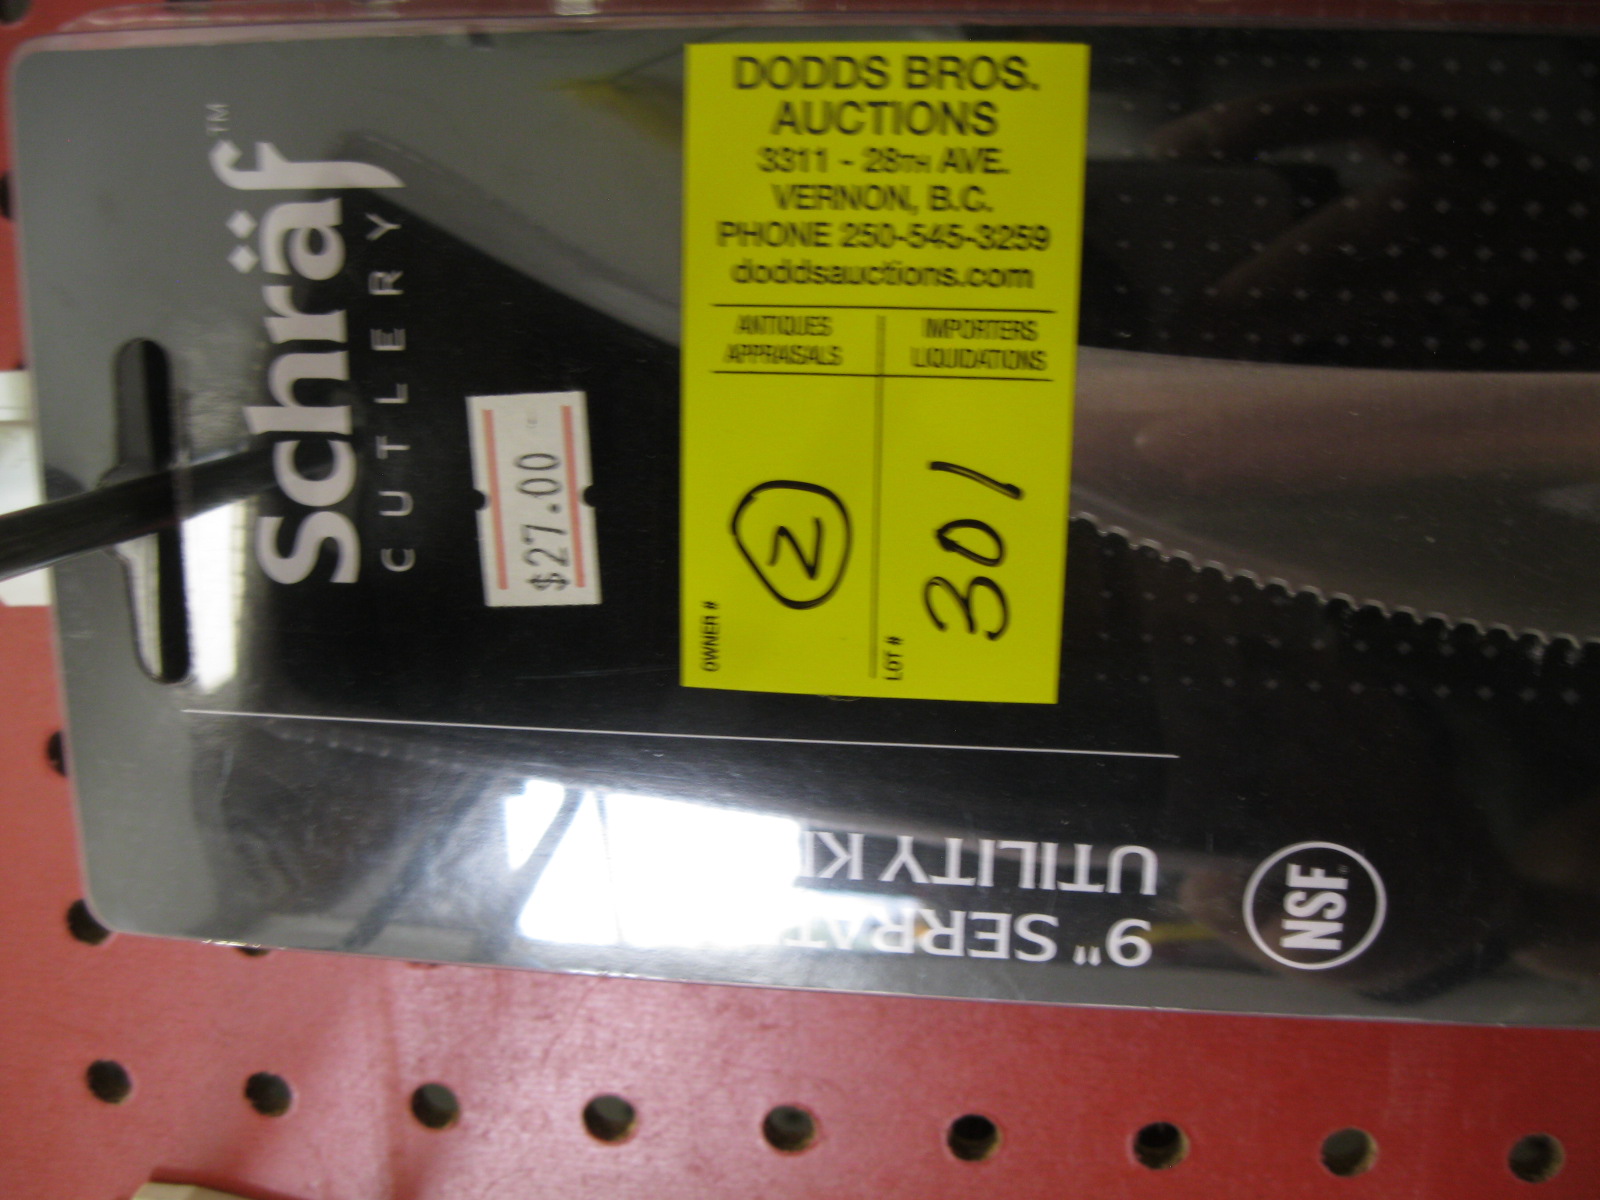 Schräf™
CUTLERY
$27.00
DODDS BROS.
AUCTIONS
3311 - 28TH AVE.
VERNON, B.C.
PHONE 250-545-3259
doddsauctions.com
ANTIQUES
APPRAISALS
IMPORTERS
LIQUIDATIONS
OWNER #
2
LOT #
301
9" SERRAT
UTILITY
NSF